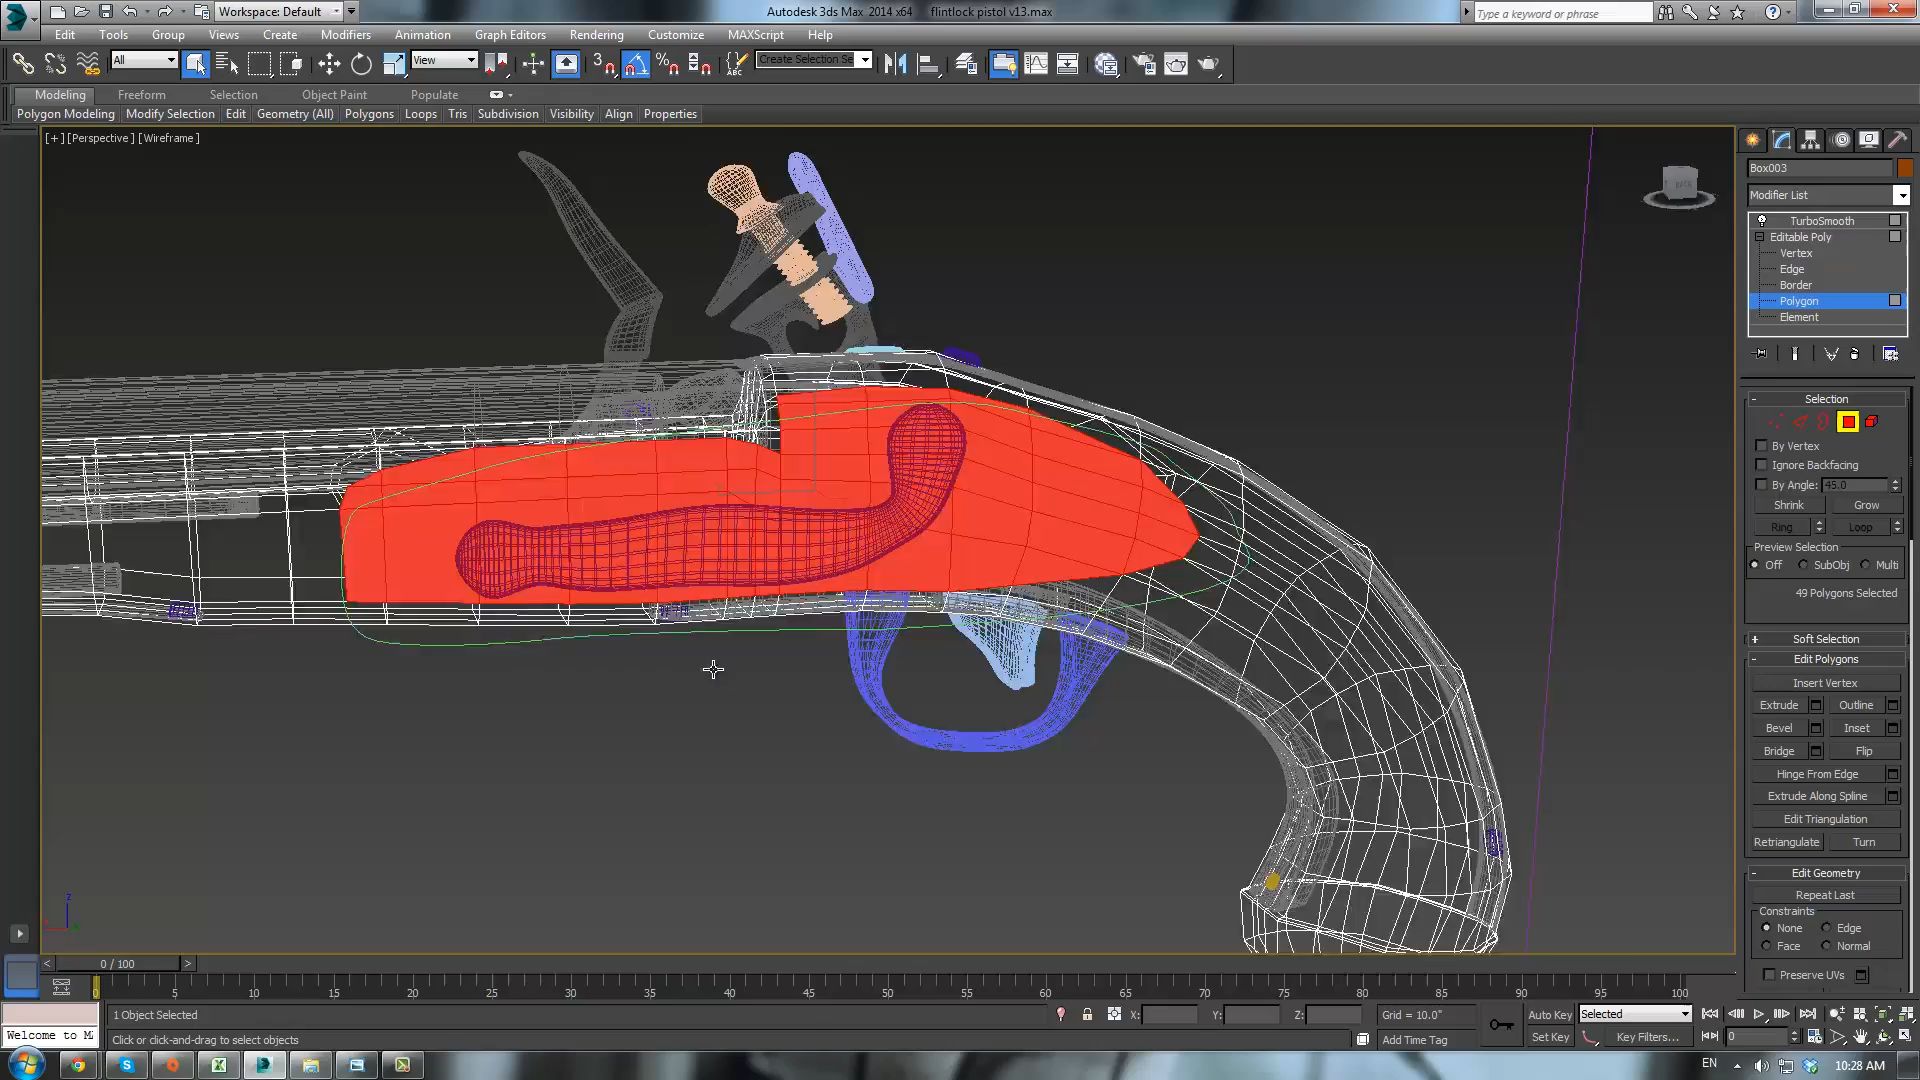 Workspace: Default
Autodesk 3ds Max 2014 x64    flintlock pistol v13.max
Type a keyword or phrase
Edit Tools Group Views Create Modifiers Animation Graph Editors Rendering Customize MAXScript Help
All View 3 Create Selection Se
Modeling Freeform Selection Object Paint Populate
Polygon Modeling Modify Selection Edit Geometry (All) Polygons Loops Tris Subdivision Visibility Align Properties
[+][Perspective][Wireframe]
Box003
Modifier List
TurboSmooth
Editable Poly
Vertex
Edge
Border
Polygon
Element
- Selection
By Vertex
Ignore Backfacing
By Angle: 45.0
Shrink Grow
Ring Loop
Preview Selection
Off SubObj Multi
49 Polygons Selected
+ Soft Selection
- Edit Polygons
Insert Vertex
Extrude Outline
Bevel Inset
Bridge Flip
Hinge From Edge
Extrude Along Spline
Edit Triangulation
Retriangulate Turn
- Edit Geometry
Repeat Last
Constraints
None Edge
Face Normal
Preserve UVs
< 0 / 100 >
0 5 10 15 20 25 30 35 40 45 50 55 60 65 70 75 80 85 90 95 100
1 Object Selected X: Y: Z: Grid = 10.0" Auto Key Selected
Welcome to M Click or click-and-drag to select objects Add Time Tag Set Key Key Filters... 0
EN 10:28 AM